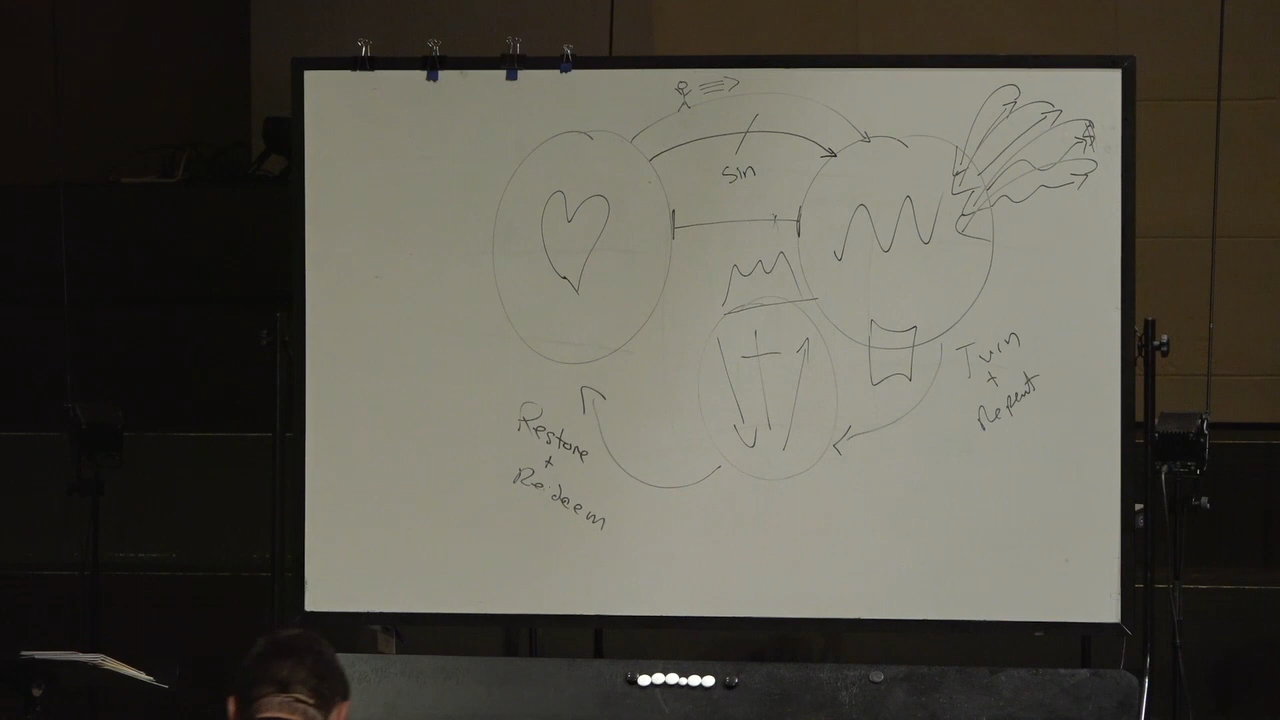 Sin
Turn
+
Repent
Restore
+
Redeem